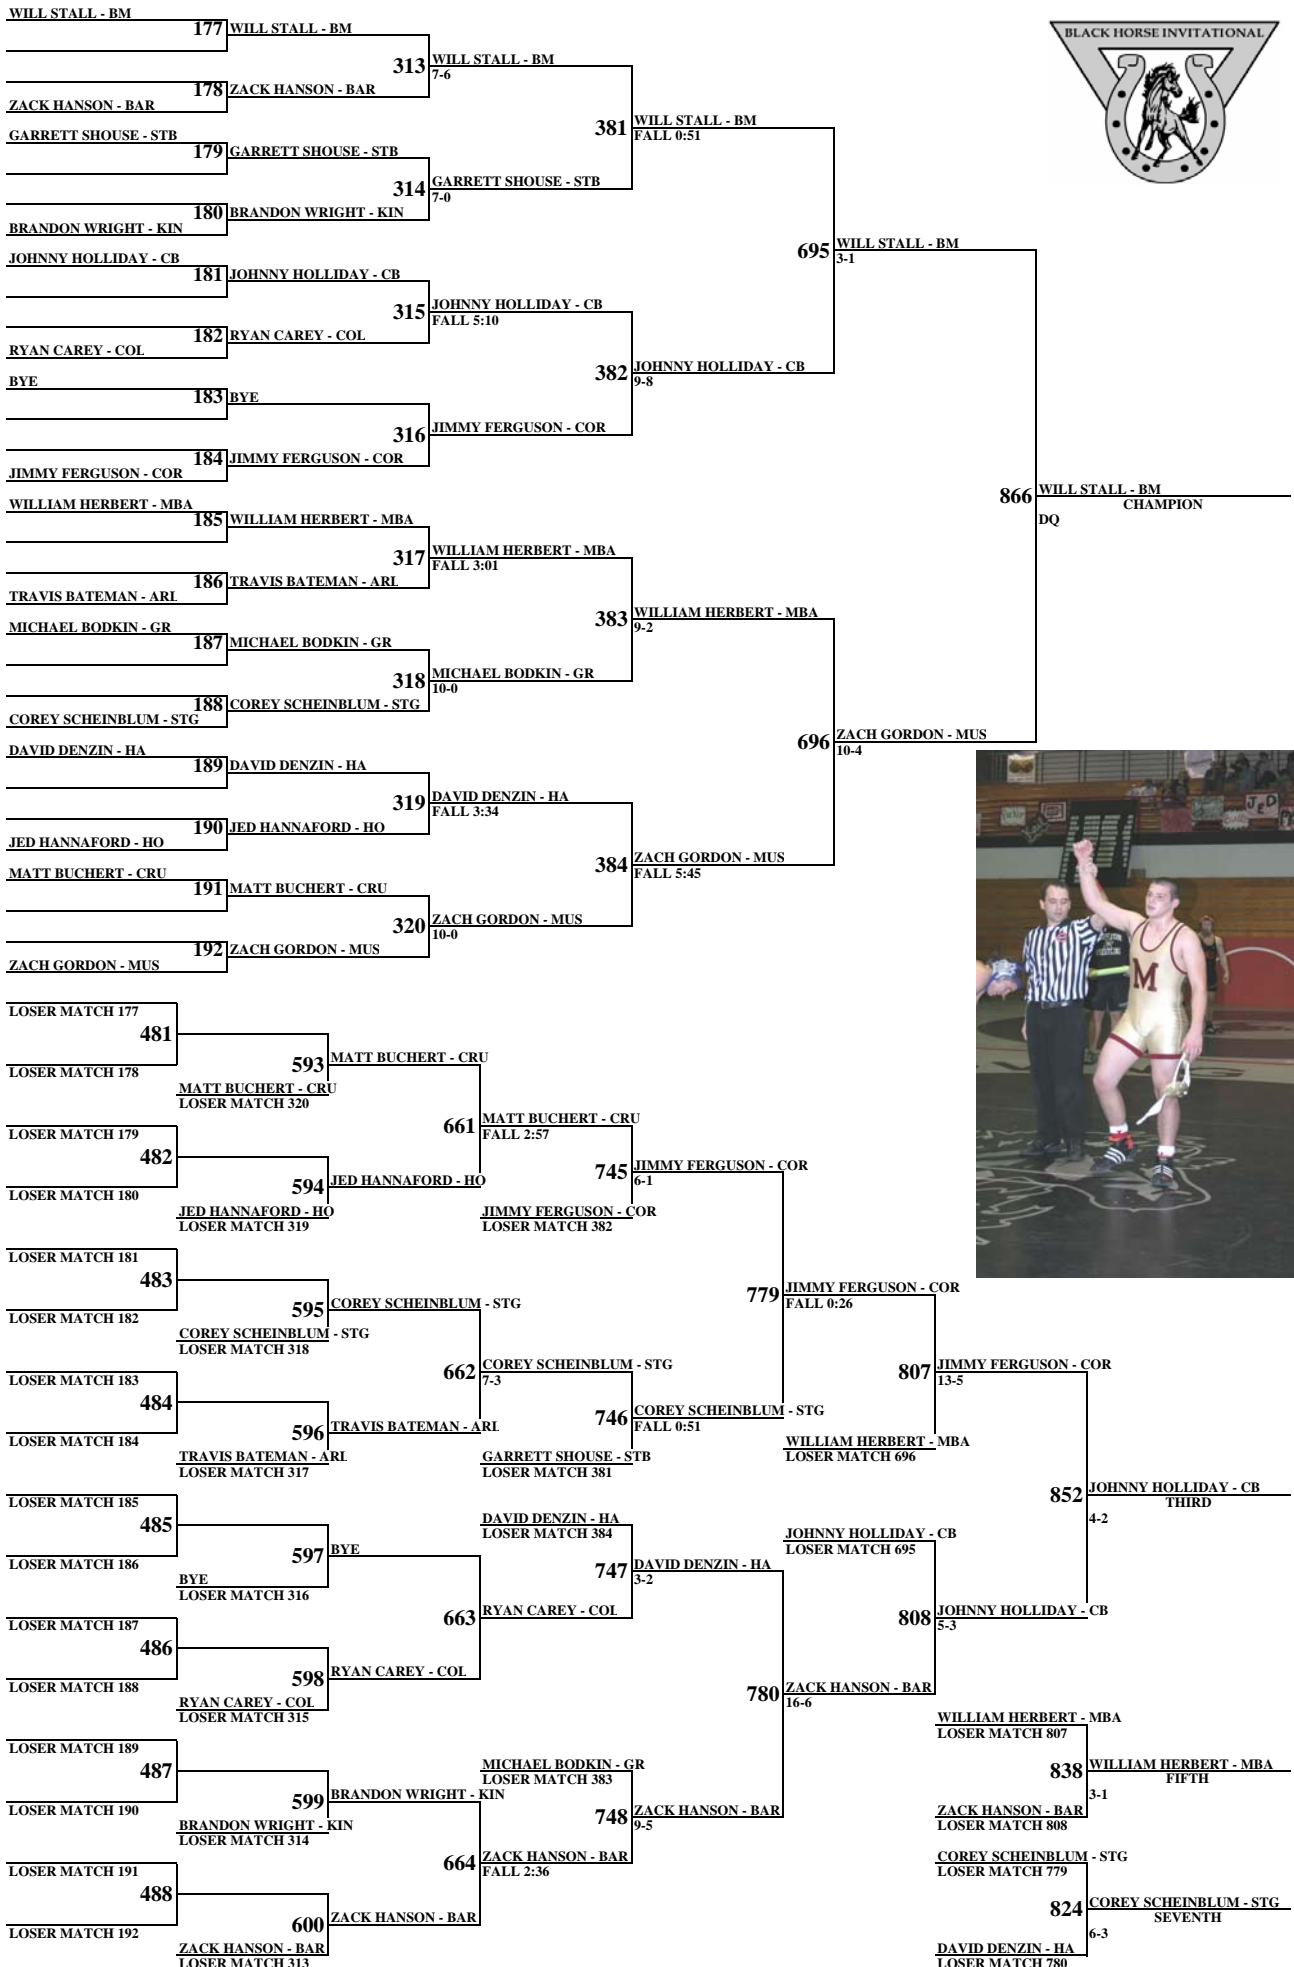 BLACK HORSE INVITATIONAL
WILL STALL - BM
177 WILL STALL - BM
313 WILL STALL - BM
7-6
178 ZACK HANSON - BAR
ZACK HANSON - BAR
381 WILL STALL - BM
FALL 0:51
GARRETT SHOUSE - STB
179 GARRETT SHOUSE - STB
314 GARRETT SHOUSE - STB
7-0
180 BRANDON WRIGHT - KIN
BRANDON WRIGHT - KIN
695 WILL STALL - BM
3-1
JOHNNY HOLLIDAY - CB
181 JOHNNY HOLLIDAY - CB
315 JOHNNY HOLLIDAY - CB
FALL 5:10
182 RYAN CAREY - COL
RYAN CAREY - COL
382 JOHNNY HOLLIDAY - CB
9-8
BYE
183 BYE
316 JIMMY FERGUSON - COR
184 JIMMY FERGUSON - COR
JIMMY FERGUSON - COR
866 WILL STALL - BM
CHAMPION
DQ
WILLIAM HERBERT - MBA
185 WILLIAM HERBERT - MBA
317 WILLIAM HERBERT - MBA
FALL 3:01
186 TRAVIS BATEMAN - ARL
TRAVIS BATEMAN - ARL
383 WILLIAM HERBERT - MBA
9-2
MICHAEL BODKIN - GR
187 MICHAEL BODKIN - GR
318 MICHAEL BODKIN - GR
10-0
188 COREY SCHEINBLUM - STG
COREY SCHEINBLUM - STG
696 ZACH GORDON - MUS
10-4
DAVID DENZIN - HA
189 DAVID DENZIN - HA
319 DAVID DENZIN - HA
FALL 3:34
190 JED HANNAFORD - HO
JED HANNAFORD - HO
384 ZACH GORDON - MUS
FALL 5:45
MATT BUCHERT - CRU
191 MATT BUCHERT - CRU
320 ZACH GORDON - MUS
10-0
192 ZACH GORDON - MUS
ZACH GORDON - MUS
JED
M
LOSER MATCH 177
481
LOSER MATCH 178
593 MATT BUCHERT - CRU
MATT BUCHERT - CRU
LOSER MATCH 320
661 MATT BUCHERT - CRU
FALL 2:57
LOSER MATCH 179
482
LOSER MATCH 180
594 JED HANNAFORD - HO
JED HANNAFORD - HO
LOSER MATCH 319
745 JIMMY FERGUSON - COR
6-1
JIMMY FERGUSON - COR
LOSER MATCH 382
LOSER MATCH 181
483
LOSER MATCH 182
595 COREY SCHEINBLUM - STG
COREY SCHEINBLUM - STG
LOSER MATCH 318
779 JIMMY FERGUSON - COR
FALL 0:26
662 COREY SCHEINBLUM - STG
7-3
LOSER MATCH 183
484
LOSER MATCH 184
596 TRAVIS BATEMAN - ARL
TRAVIS BATEMAN - ARL
LOSER MATCH 317
746 COREY SCHEINBLUM - STG
FALL 0:51
GARRETT SHOUSE - STB
LOSER MATCH 381
807 JIMMY FERGUSON - COR
13-5
WILLIAM HERBERT - MBA
LOSER MATCH 696
852 JOHNNY HOLLIDAY - CB
THIRD
4-2
LOSER MATCH 185
485
LOSER MATCH 186
597 BYE
BYE
LOSER MATCH 316
DAVID DENZIN - HA
LOSER MATCH 384
747 DAVID DENZIN - HA
3-2
663 RYAN CAREY - COL
JOHNNY HOLLIDAY - CB
LOSER MATCH 695
808 JOHNNY HOLLIDAY - CB
5-3
LOSER MATCH 187
486
LOSER MATCH 188
598 RYAN CAREY - COL
RYAN CAREY - COL
LOSER MATCH 315
780 ZACK HANSON - BAR
16-6
LOSER MATCH 189
487
LOSER MATCH 190
599 BRANDON WRIGHT - KIN
BRANDON WRIGHT - KIN
LOSER MATCH 314
MICHAEL BODKIN - GR
LOSER MATCH 383
748 ZACK HANSON - BAR
9-5
664 ZACK HANSON - BAR
FALL 2:36
LOSER MATCH 191
488
LOSER MATCH 192
600 ZACK HANSON - BAR
ZACK HANSON - BAR
LOSER MATCH 313
WILLIAM HERBERT - MBA
LOSER MATCH 807
838 WILLIAM HERBERT - MBA
FIFTH
3-1
ZACK HANSON - BAR
LOSER MATCH 808
COREY SCHEINBLUM - STG
LOSER MATCH 779
824 COREY SCHEINBLUM - STG
SEVENTH
6-3
DAVID DENZIN - HA
LOSER MATCH 780